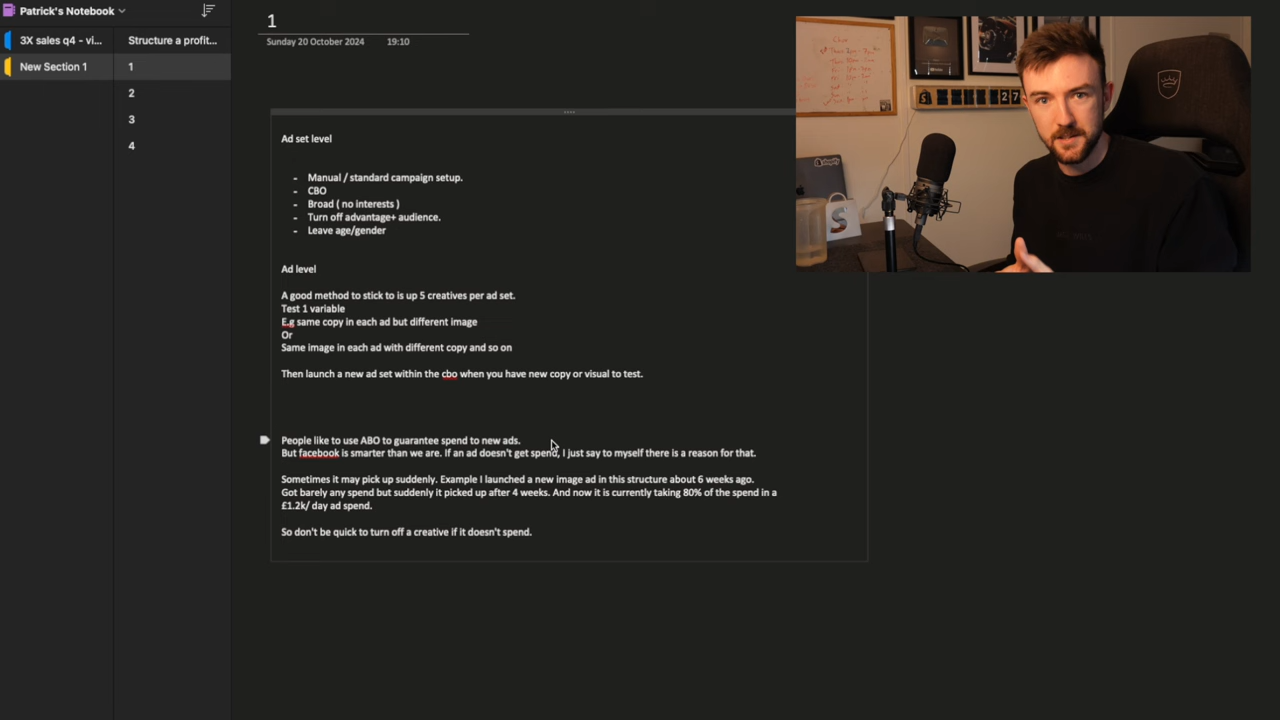 Patrick's Notebook
3X sales q4 - vi...
New Section 1
Structure a profit...
1
2
3
4
1
Sunday 20 October 2024 19:10
Ad set level
- Manual / standard campaign setup.
- CBO
- Broad ( no interests )
- Turn off advantage+ audience.
- Leave age/gender
Ad level
A good method to stick to is up 5 creatives per ad set.
Test 1 variable
E.g same copy in each ad but different image
Or
Same image in each ad with different copy and so on
Then launch a new ad set within the cbo when you have new copy or visual to test.
People like to use ABO to guarantee spend to new ads.
But facebook is smarter than we are. If an ad doesn't get spend, I just say to myself there is a reason for that.
Sometimes it may pick up suddenly. Example I launched a new image ad in this structure about 6 weeks ago.
Got barely any spend but suddenly it picked up after 4 weeks. And now it is currently taking 80% of the spend in a
£1.2k/ day ad spend.
So don't be quick to turn off a creative if it doesn't spend.
shopify